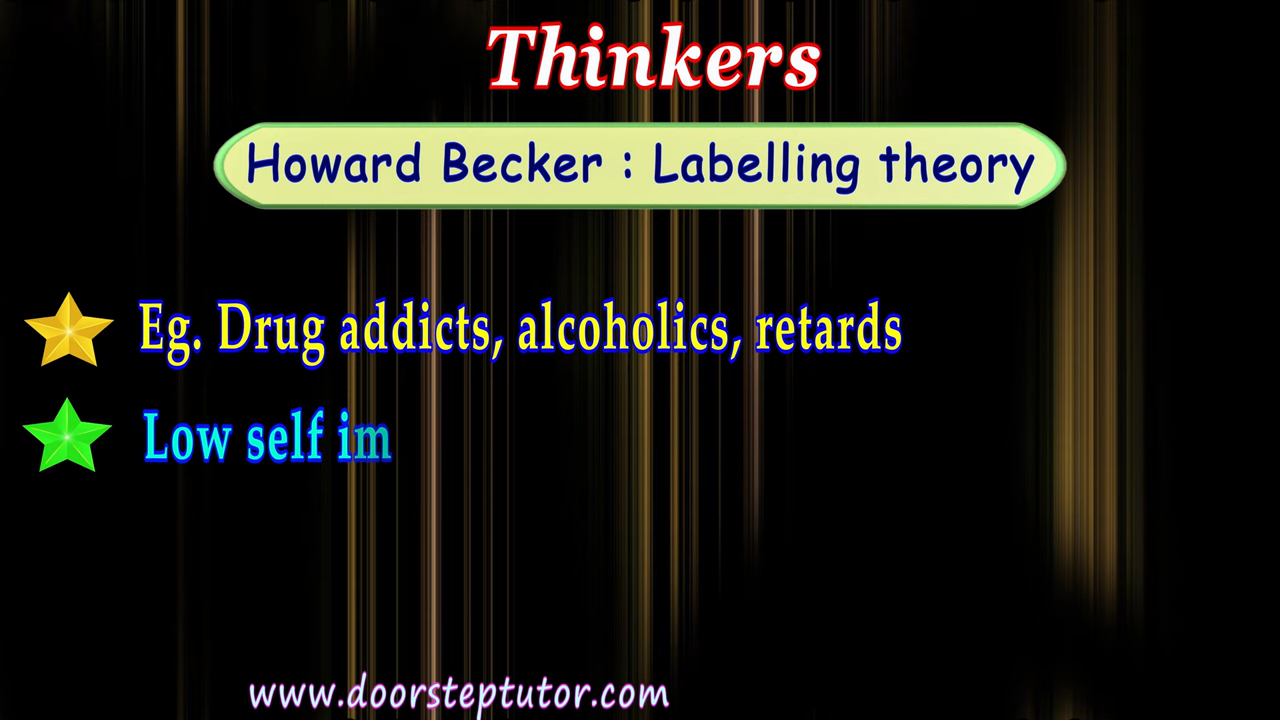 Thinkers
Howard Becker : Labelling theory
Eg. Drug addicts, alcoholics, retards
Low self im
www.doorsteptutor.com